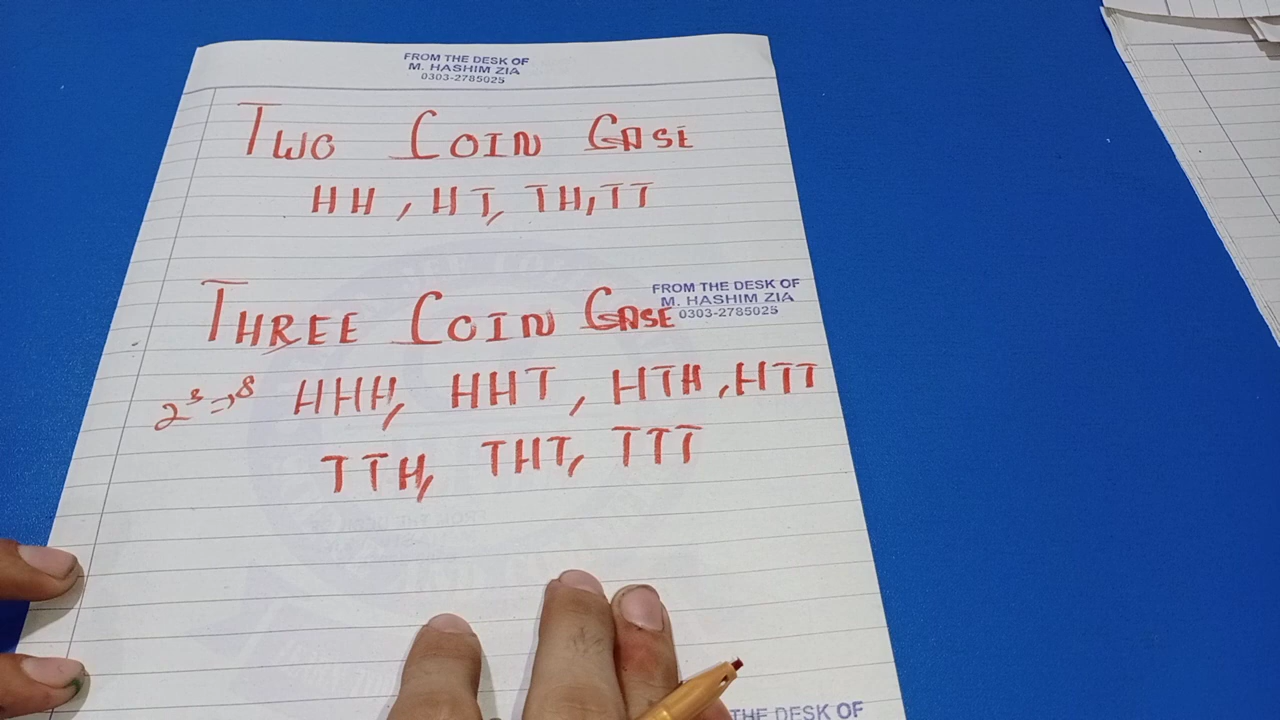 FROM THE DESK OF
M. HASHIM ZIA
0303-2785025
TWO COIN CASE
HH, HT, TH, TT
FROM THE DESK OF
M. HASHIM ZIA
0303-2785025
THREE COIN CASE
2³ → 8 HHH, HHT, HTH, HTT
TTH, THT, TTT
THE DESK OF